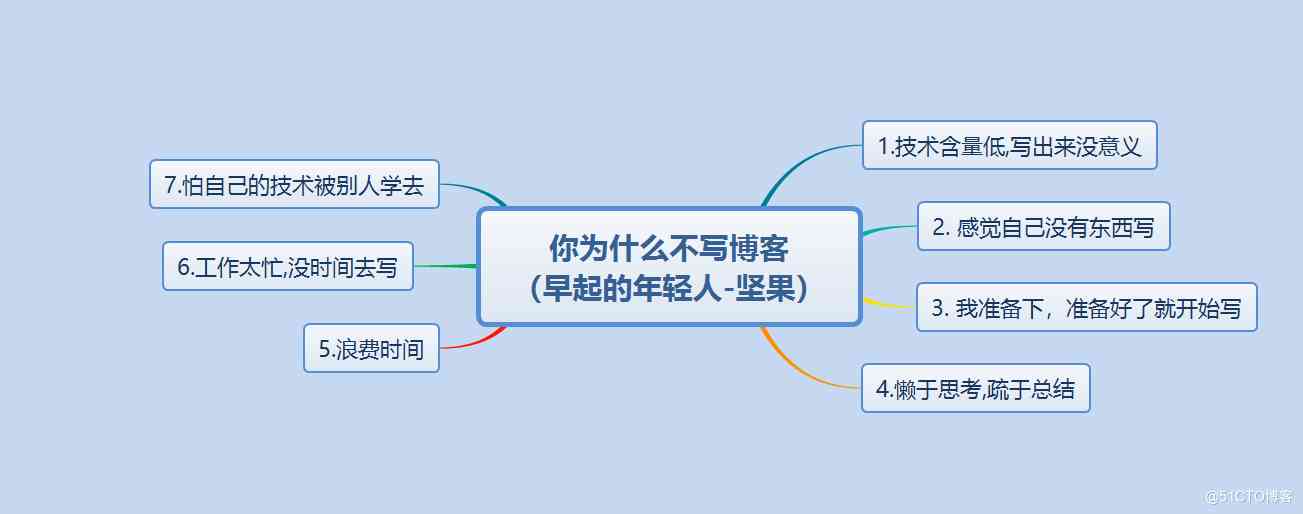 你为什么不写博客
（早起的年轻人-坚果）
1.技术含量低,写出来没意义
2. 感觉自己没有东西写
3. 我准备下，准备好了就开始写
4.懒于思考,疏于总结
5.浪费时间
6.工作太忙,没时间去写
7.怕自己的技术被别人学去
@51CTO博客